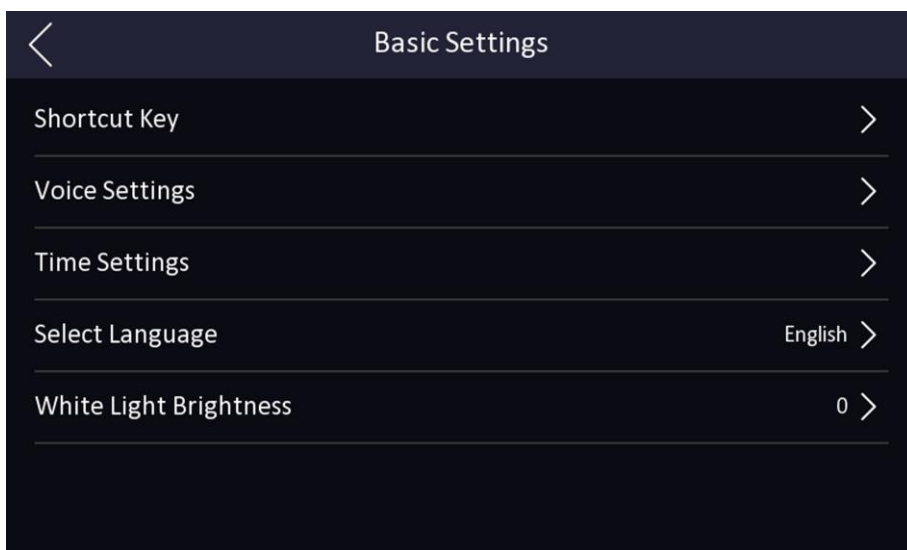 Basic Settings
Shortcut Key
Voice Settings
Time Settings
Select Language English
White Light Brightness 0